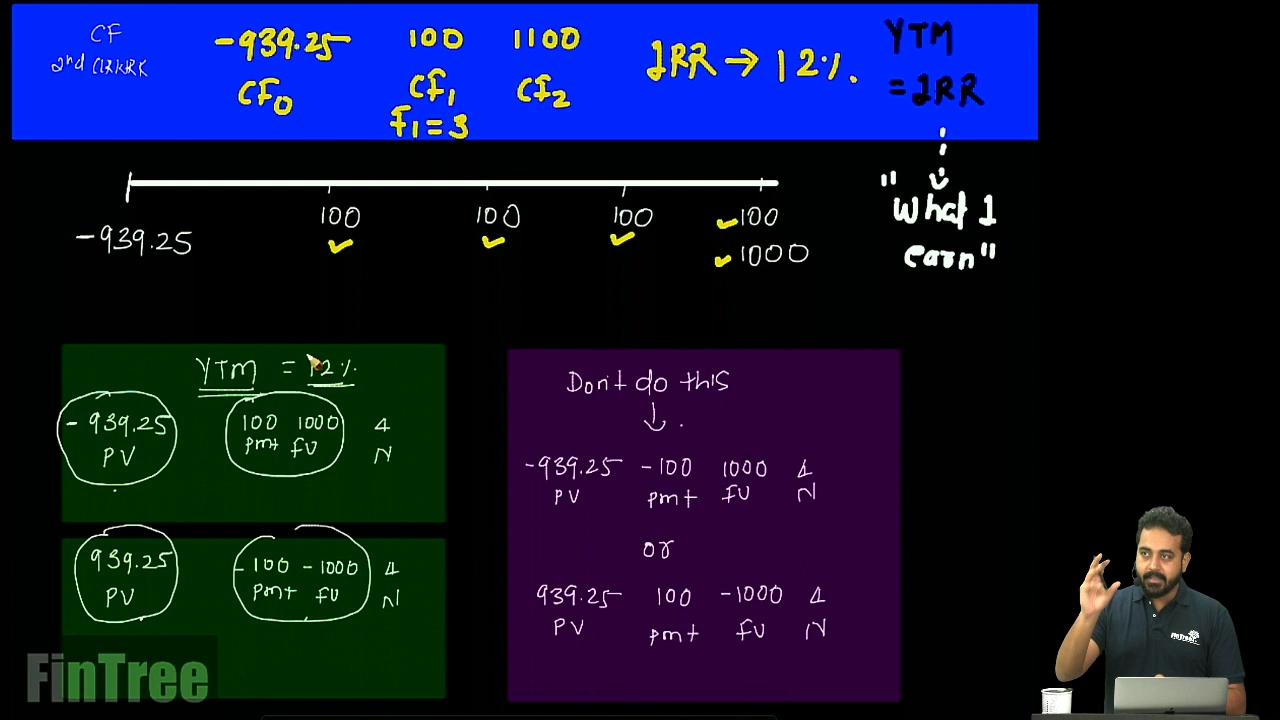 CF
2nd CLR WRK
-939.25 100 1100
CF0 CF1 CF2
F1 = 3
IRR → 12%.
YTM
= IRR
"What I
earn"
-939.25 100 100 100 100
1000
YTM = 12%
-939.25 100 1000 4
PV pmt FV N
939.25 -100 -1000 4
PV pmt FV N
Don't do this
↓.
-939.25 -100 1000 4
PV pmt FV N
or
939.25 100 -1000 4
PV pmt FV N
FinTree
FinTree